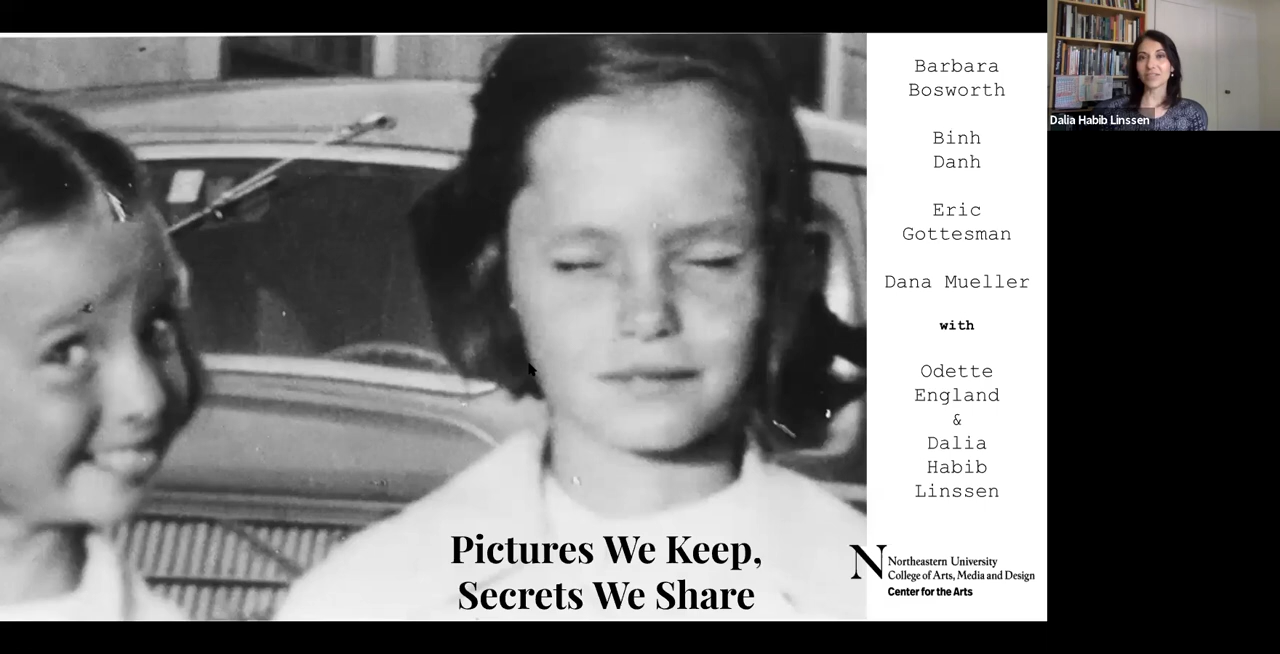 Pictures We Keep,
Secrets We Share
Barbara
Bosworth
Binh
Danh
Eric
Gottesman
Dana Mueller
with
Odette
England
&
Dalia
Habib
Linssen
N
Northeastern University
College of Arts, Media and Design
Center for the Arts
Dalia Habib Linssen